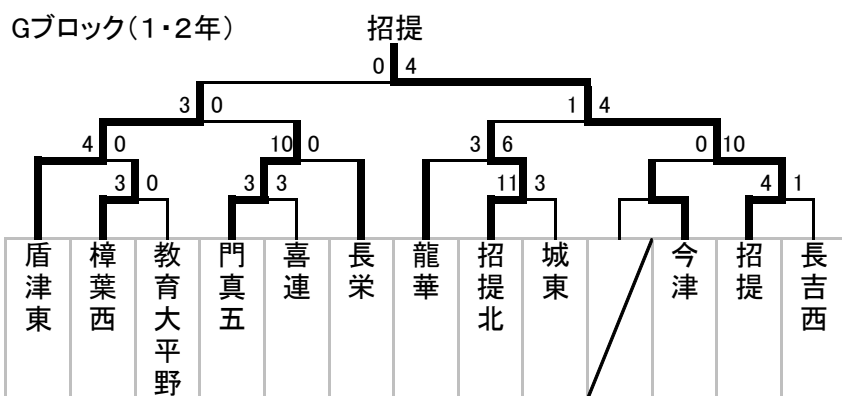 Gブロック(1・2年)
招提
0 4
3 0
1 4
4 0
10 0
3 6
0 10
3 0
3 3
11 3
4 1
盾津東
樟葉西
教育大平野
門真五
喜連
長栄
龍華
招提北
城東
今津
招提
長吉西